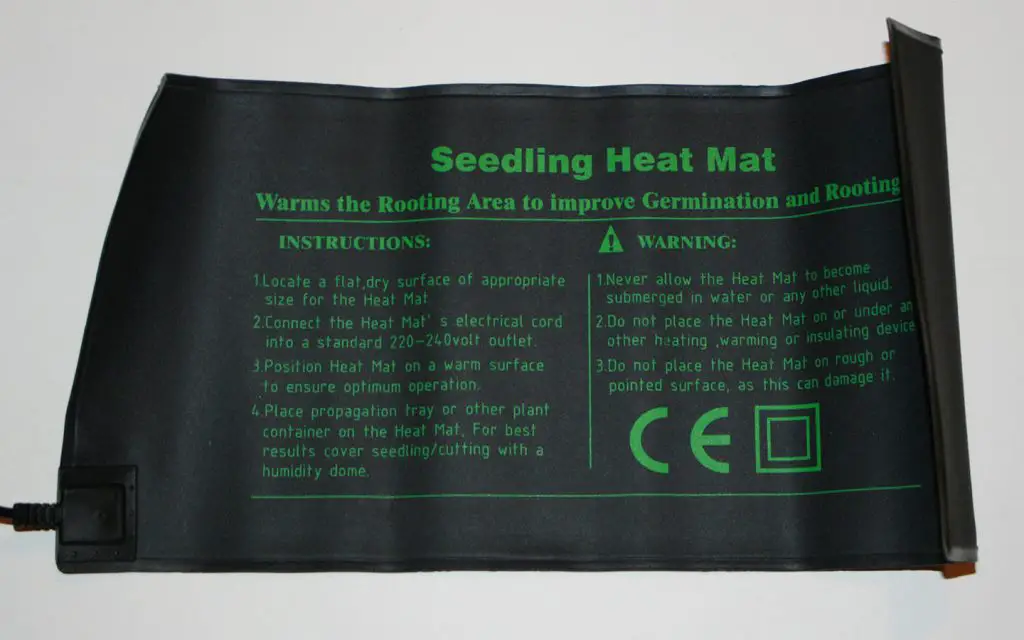 Seedling Heat Mat
Warms the Rooting Area to improve Germination and Rooting
INSTRUCTIONS:
1.Locate a flat,dry surface of appropriate
size for the Heat Mat
2.Connect the Heat Mat' s electrical cord
into a standard 220-240volt outlet.
3.Position Heat Mat on a warm surface
to ensure optimum operation.
4.Place propagation tray or other plant
container on the Heat Mat, For best
results cover seedling/cutting with a
humidity dome.
WARNING:
1.Never allow the Heat Mat to become
submerged in water or any other liquid.
2.Do not place the Heat Mat on or under an
other heating ,warming or insulating device
3.Do not place the Heat Mat on rough or
pointed surface, as this can damage it.
CE